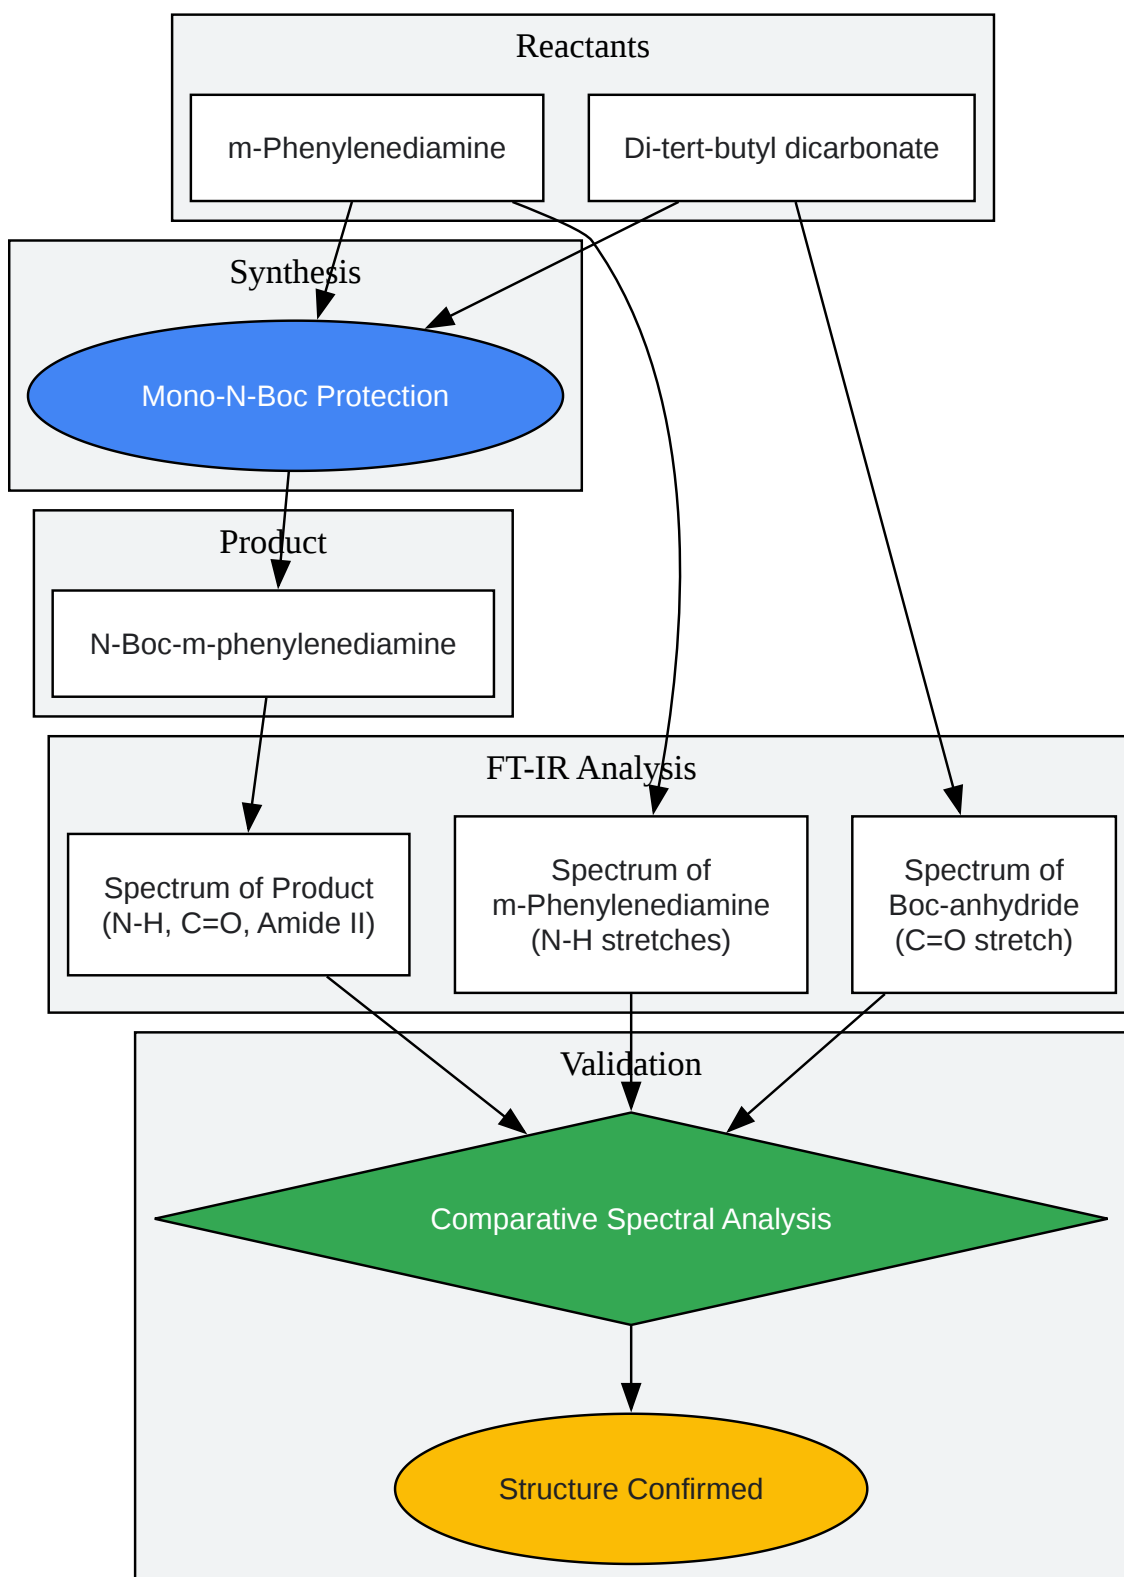 Reactants
m-Phenylenediamine
Di-tert-butyl dicarbonate
Synthesis
Mono-N-Boc Protection
Product
N-Boc-m-phenylenediamine
FT-IR Analysis
Spectrum of Product
(N-H, C=O, Amide II)
Spectrum of
m-Phenylenediamine
(N-H stretches)
Spectrum of
Boc-anhydride
(C=O stretch)
Validation
Comparative Spectral Analysis
Structure Confirmed